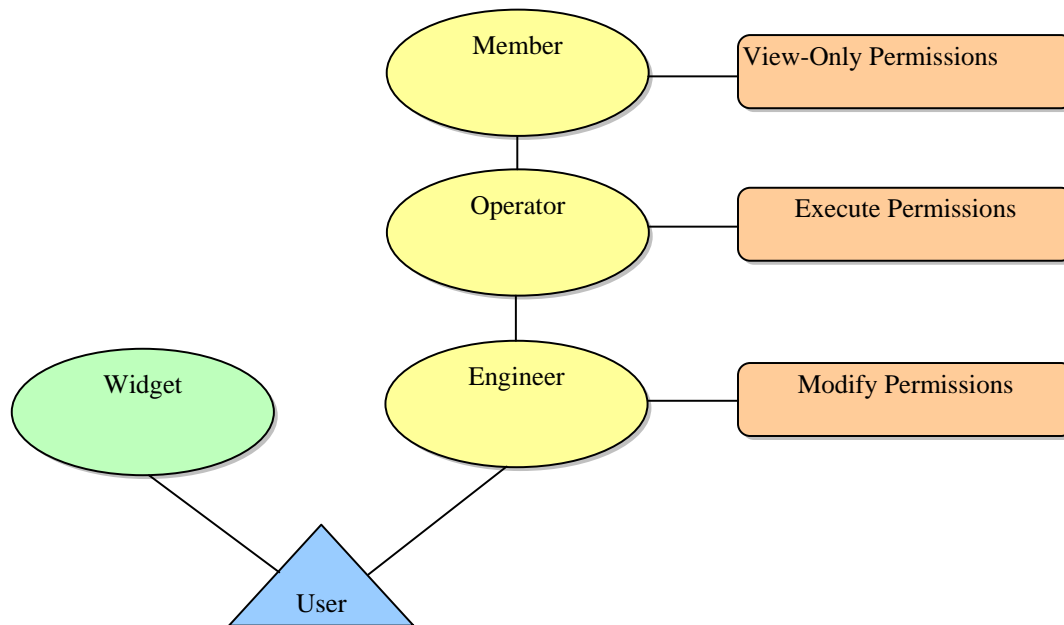 Member
View-Only Permissions
Operator
Execute Permissions
Widget
Engineer
Modify Permissions
User